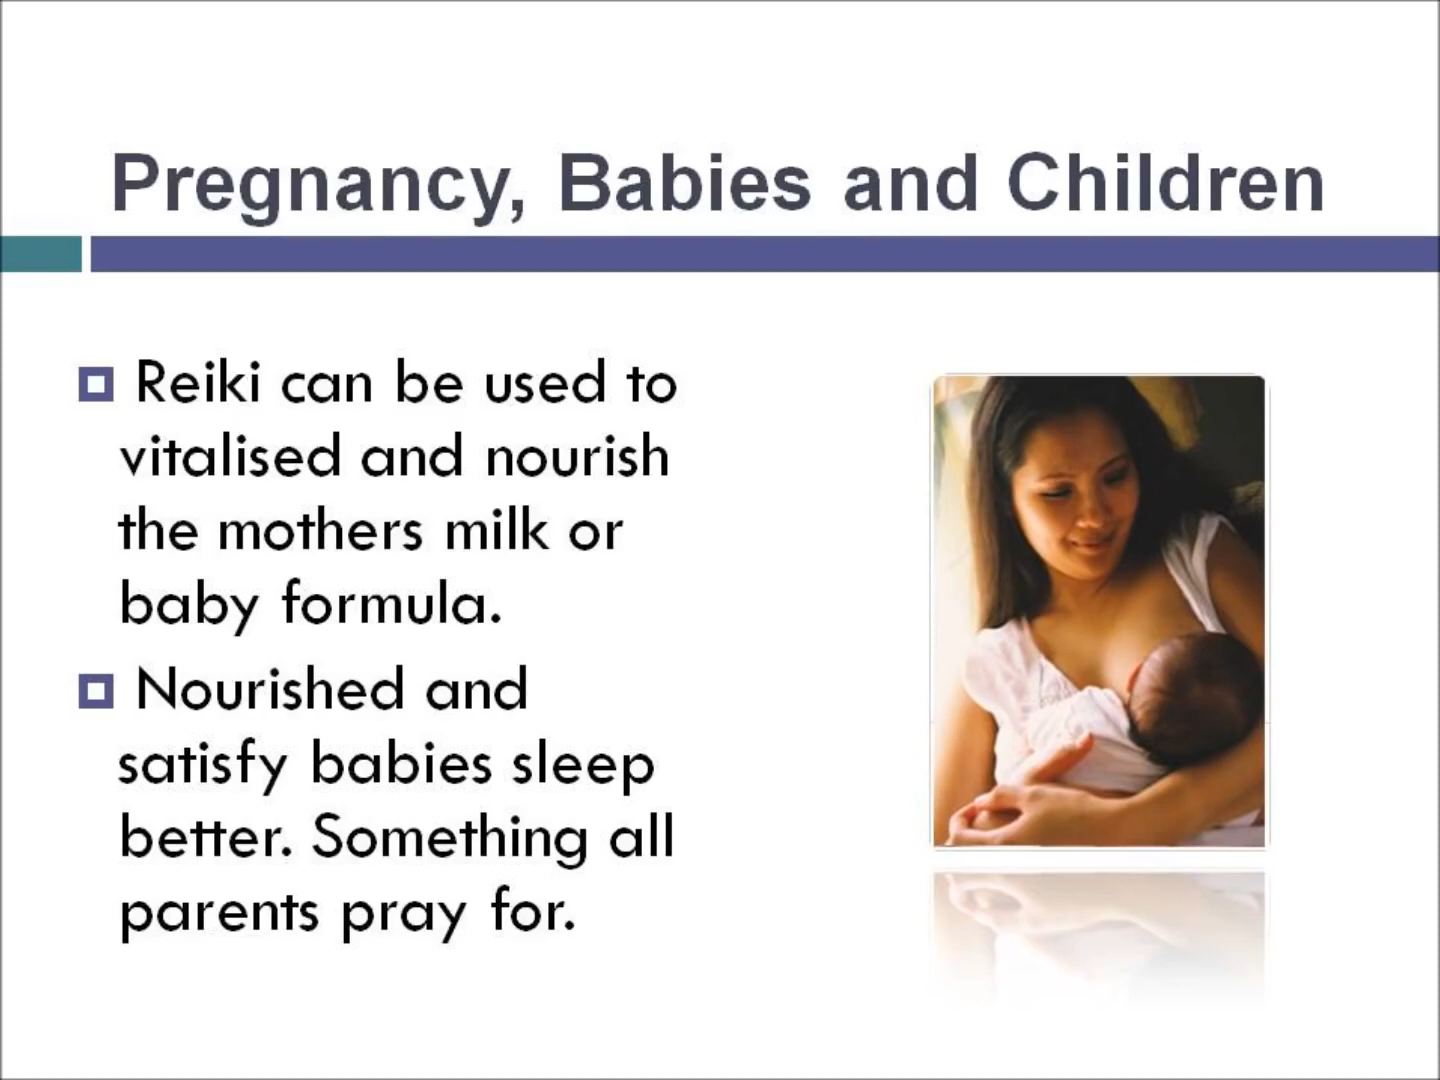 Pregnancy, Babies and Children
Reiki can be used to
vitalised and nourish
the mothers milk or
baby formula.
Nourished and
satisfy babies sleep
better. Something all
parents pray for.